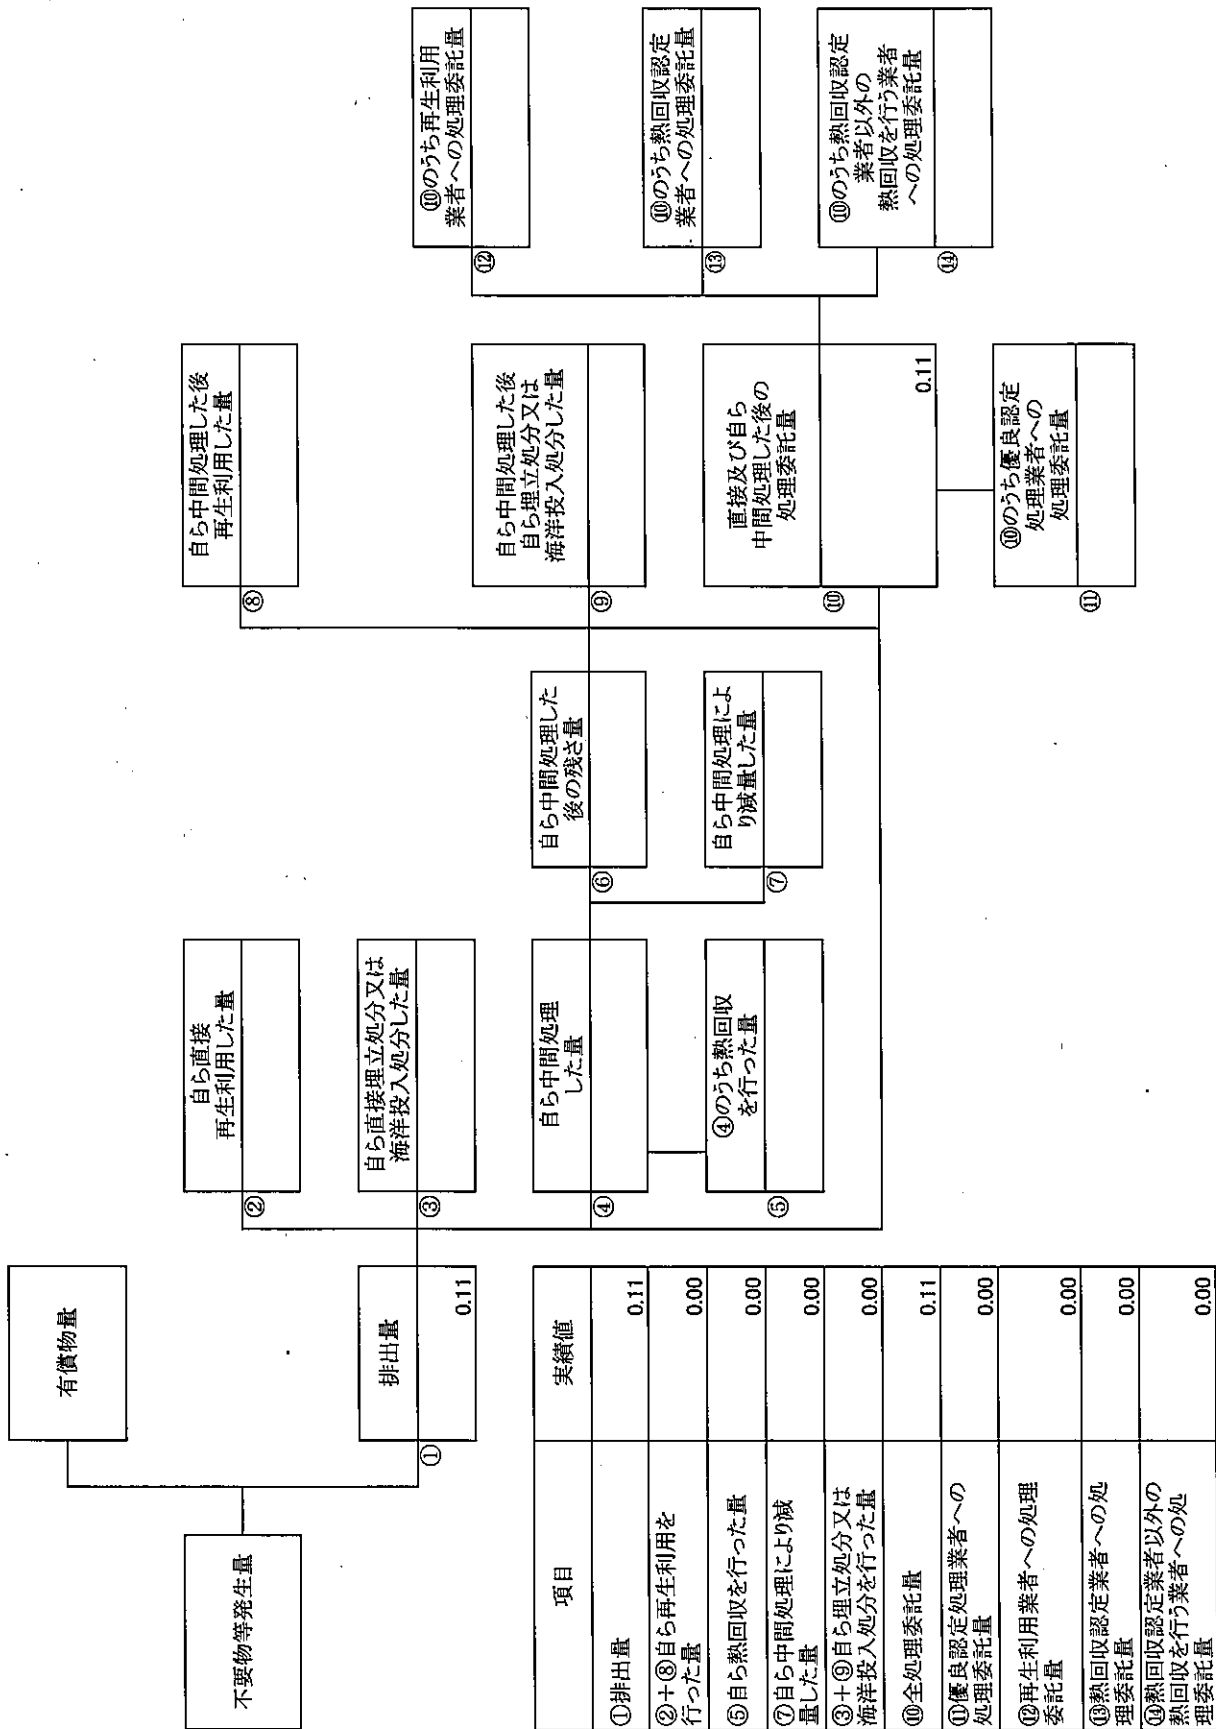 不要物等発生量
有償物量
排出量
①
0.11
自ら直接
再生利用した量
②
自ら直接埋立処分又は
海洋投入処分した量
③
自ら中間処理
した量
④
④のうち熱回収
を行った量
⑤
自ら中間処理した
後の残さ量
⑥
自ら中間処理によ
り減量した量
⑦
自ら中間処理した後
再生利用した量
⑧
自ら中間処理した後
自ら埋立処分又は
海洋投入処分した量
⑨
直接及び自ら
中間処理した後の
処理委託量
⑩
0.11
⑩のうち優良認定
処理業者への
処理委託量
⑪
⑩のうち再生利用
業者への処理委託量
⑫
⑩のうち熱回収認定
業者への処理委託量
⑬
⑩のうち熱回収認定
業者以外の
熱回収を行う業者
への処理委託量
⑭
項目
実績値
①排出量
0.11
②+⑧自ら再生利用を
行った量
0.00
⑤自ら熱回収を行った量
0.00
⑦自ら中間処理により減
量した量
0.00
③+⑨自ら埋立処分又は
海洋投入処分を行った量
0.00
⑩全処理委託量
0.11
⑪優良認定処理業者への
処理委託量
0.00
⑫再生利用業者への処理
委託量
0.00
⑬熱回収認定業者への処
理委託量
0.00
⑭熱回収認定業者以外の
熱回収を行う業者への処
理委託量
0.00